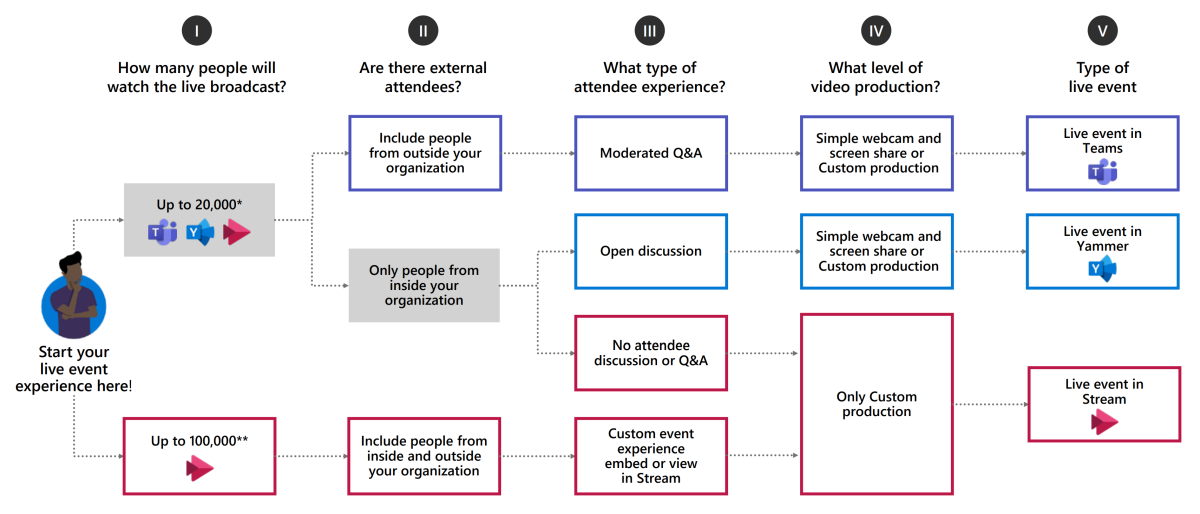 I
II
III
IV
V
How many people will
watch the live broadcast?
Are there external
attendees?
What type of
attendee experience?
What level of
video production?
Type of
live event
Include people
from outside your
organization
Moderated Q&A
Simple webcam and
screen share or
Custom production
Live event in
Teams
T
Up to 20,000*
T
Y
Open discussion
Simple webcam and
screen share or
Custom production
Live event in
Yammer
Y
Only people from
inside your
organization
Start your
live event
experience here!
No attendee
discussion or Q&A
Only Custom
production
Live event in
Stream
Up to 100,000**
Include people from
inside and outside
your organization
Custom event
experience
embed or view
in Stream